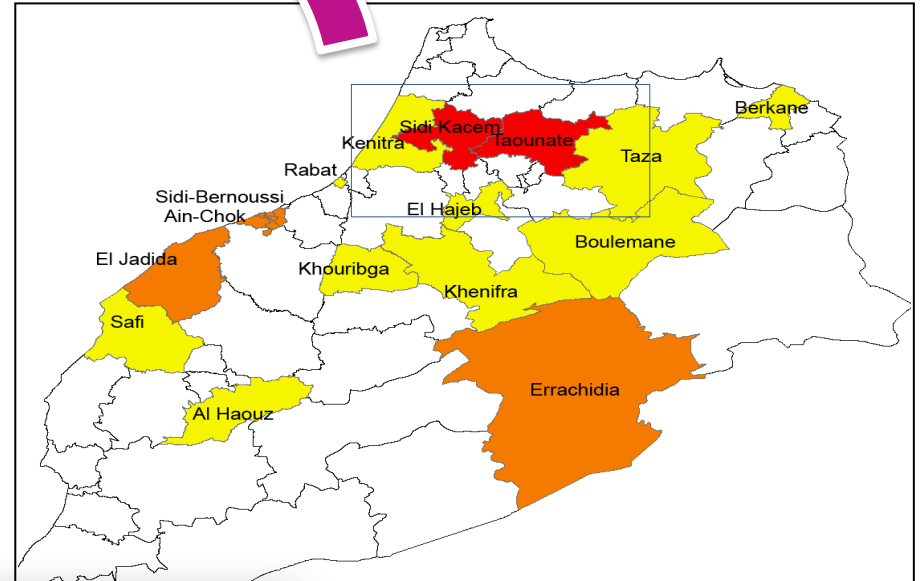 Berkane
Sidi Kacem
Taounate
Kenitra
Taza
Rabat
Sidi-Bernoussi
Ain-Chok
El Hajeb
Boulemane
El Jadida
Khouribga
Khenifra
Safi
Errachidia
Al Haouz